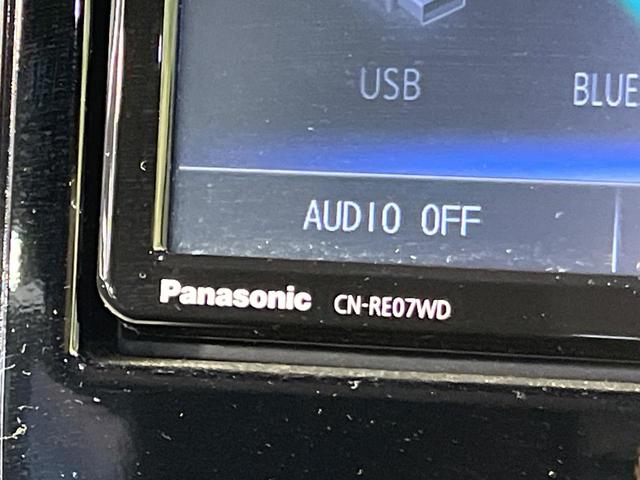 USB
BLUE
AUDIO OFF
Panasonic CN-RE07WD